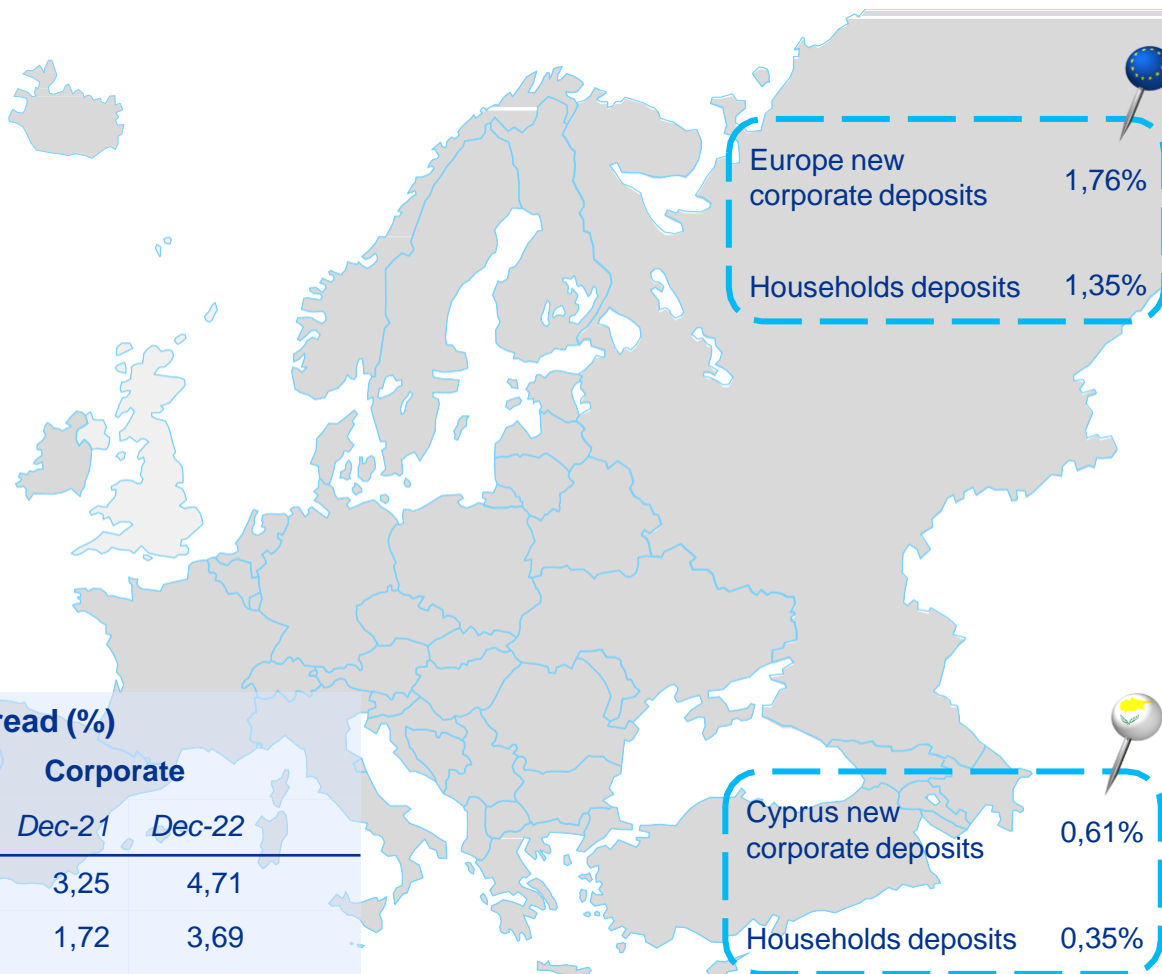 Europe new
corporate deposits 1,76%
Households deposits 1,35%
read (%)
Corporate
Dec-21 Dec-22
3,25 4,71
1,72 3,69
Cyprus new
corporate deposits 0,61%
Households deposits 0,35%